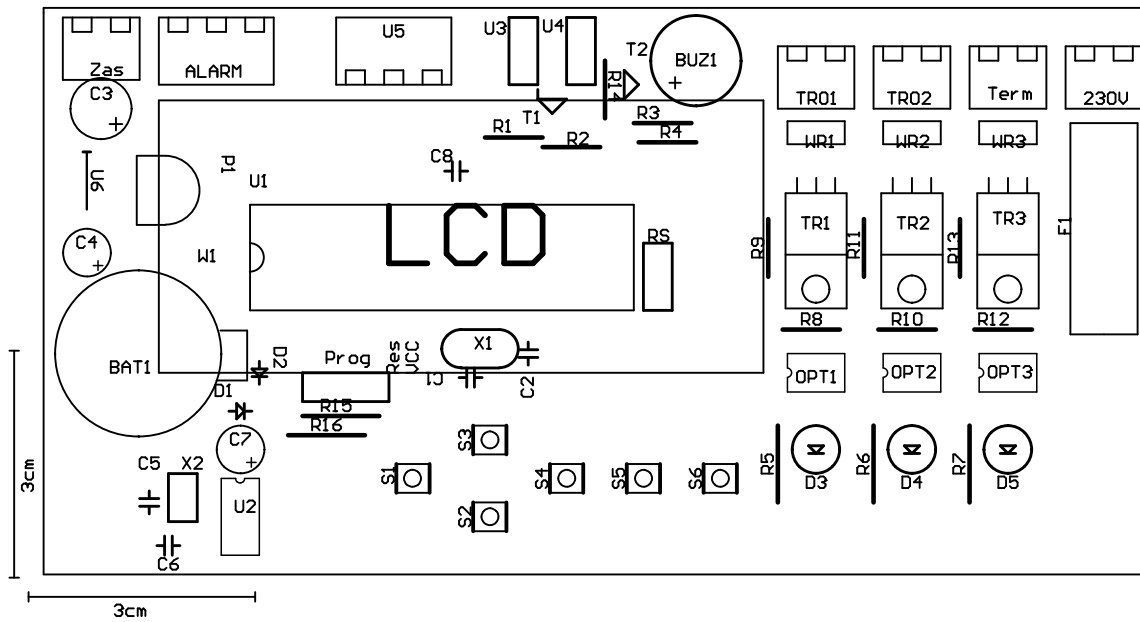 U3
U4
U5
T2
BUZ1
Zas
ALARM
C3
R14
TRO1
TRO2
Term
230V
T1
R3
R1
R2
R4
WR1
WR2
WR3
C8
P1
U6
U1
LCD
TR1
TR2
TR3
F1
C4
W1
RS
R9
R11
R13
R8
R10
R12
X1
Prog
Res
VCC
D2
BAT1
C1
C2
OPT1
OPT2
OPT3
D1
R15
R16
C7
S3
C5
X2
S1
S4
S5
S6
R5
R6
R7
D3
D4
D5
3cm
U2
S2
C6
3cm